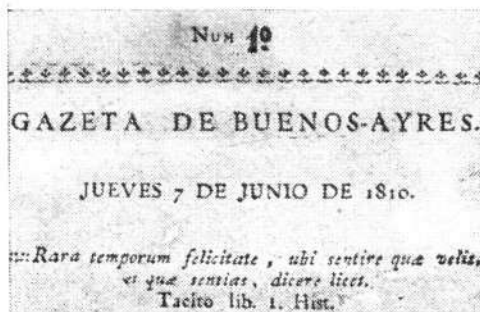 Num 1º
GAZETA DE BUENOS-AYRES.
JUEVES 7 DE JUNIO DE 1810.
:::Rara temporum felicitate, ubi sentire quæ velis,
et quæ sentias, dicere licet.
Tacito lib. 1. Hist.